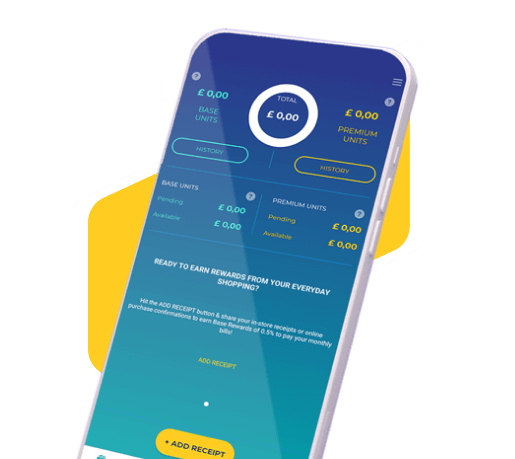 TOTAL
£ 0,00
£ 0,00
BASE
UNITS
£ 0,00
PREMIUM
UNITS
HISTORY
HISTORY
BASE UNITS
Pending
£ 0,00
Available
£ 0,00
PREMIUM UNITS
Pending
£ 0,00
Available
£ 0,00
READY TO EARN REWARDS FROM YOUR EVERYDAY
SHOPPING?
Hit the ADD RECEIPT button & share your in-store receipts or online
purchase confirmations to earn Base Rewards of 0.5% to pay your monthly
bills!
ADD RECEIPT
+ ADD RECEIPT